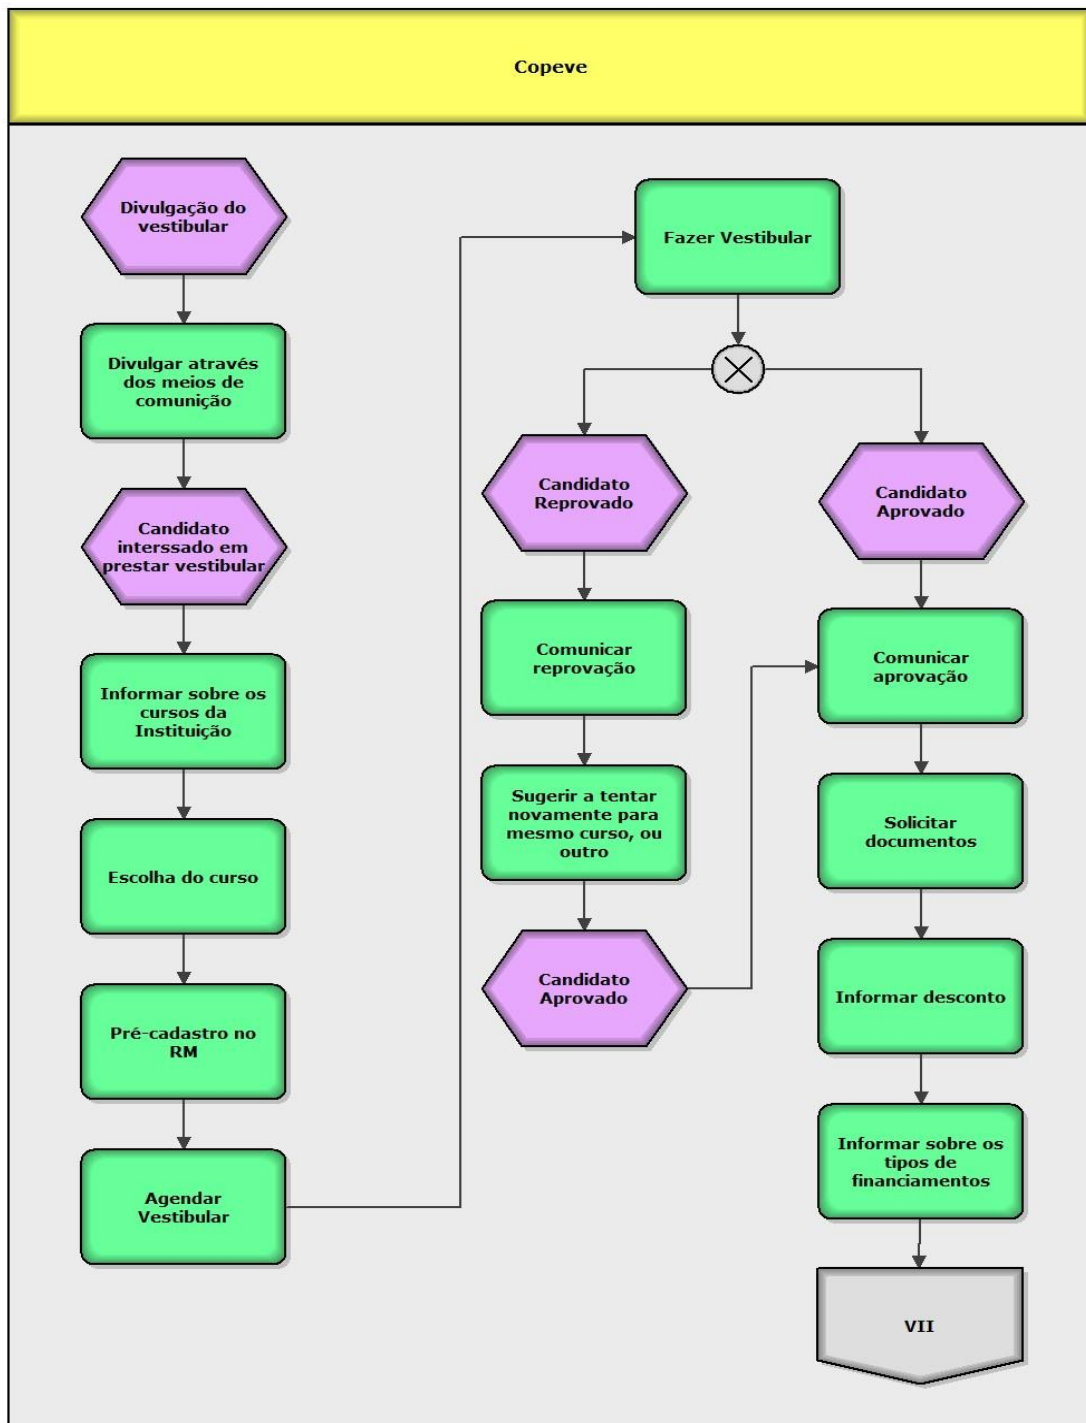 Copeve
Divulgação do
vestibular
Divulgar através
dos meios de
comunição
Candidato
interssado em
prestar vestibular
Informar sobre os
cursos da
Instituição
Escolha do curso
Pré-cadastro no
RM
Agendar
Vestibular
Fazer Vestibular
Candidato
Reprovado
Comunicar
reprovação
Sugerir a tentar
novamente para
mesmo curso, ou
outro
Candidato
Aprovado
Candidato
Aprovado
Comunicar
aprovação
Solicitar
documentos
Informar desconto
Informar sobre os
tipos de
financiamentos
VII